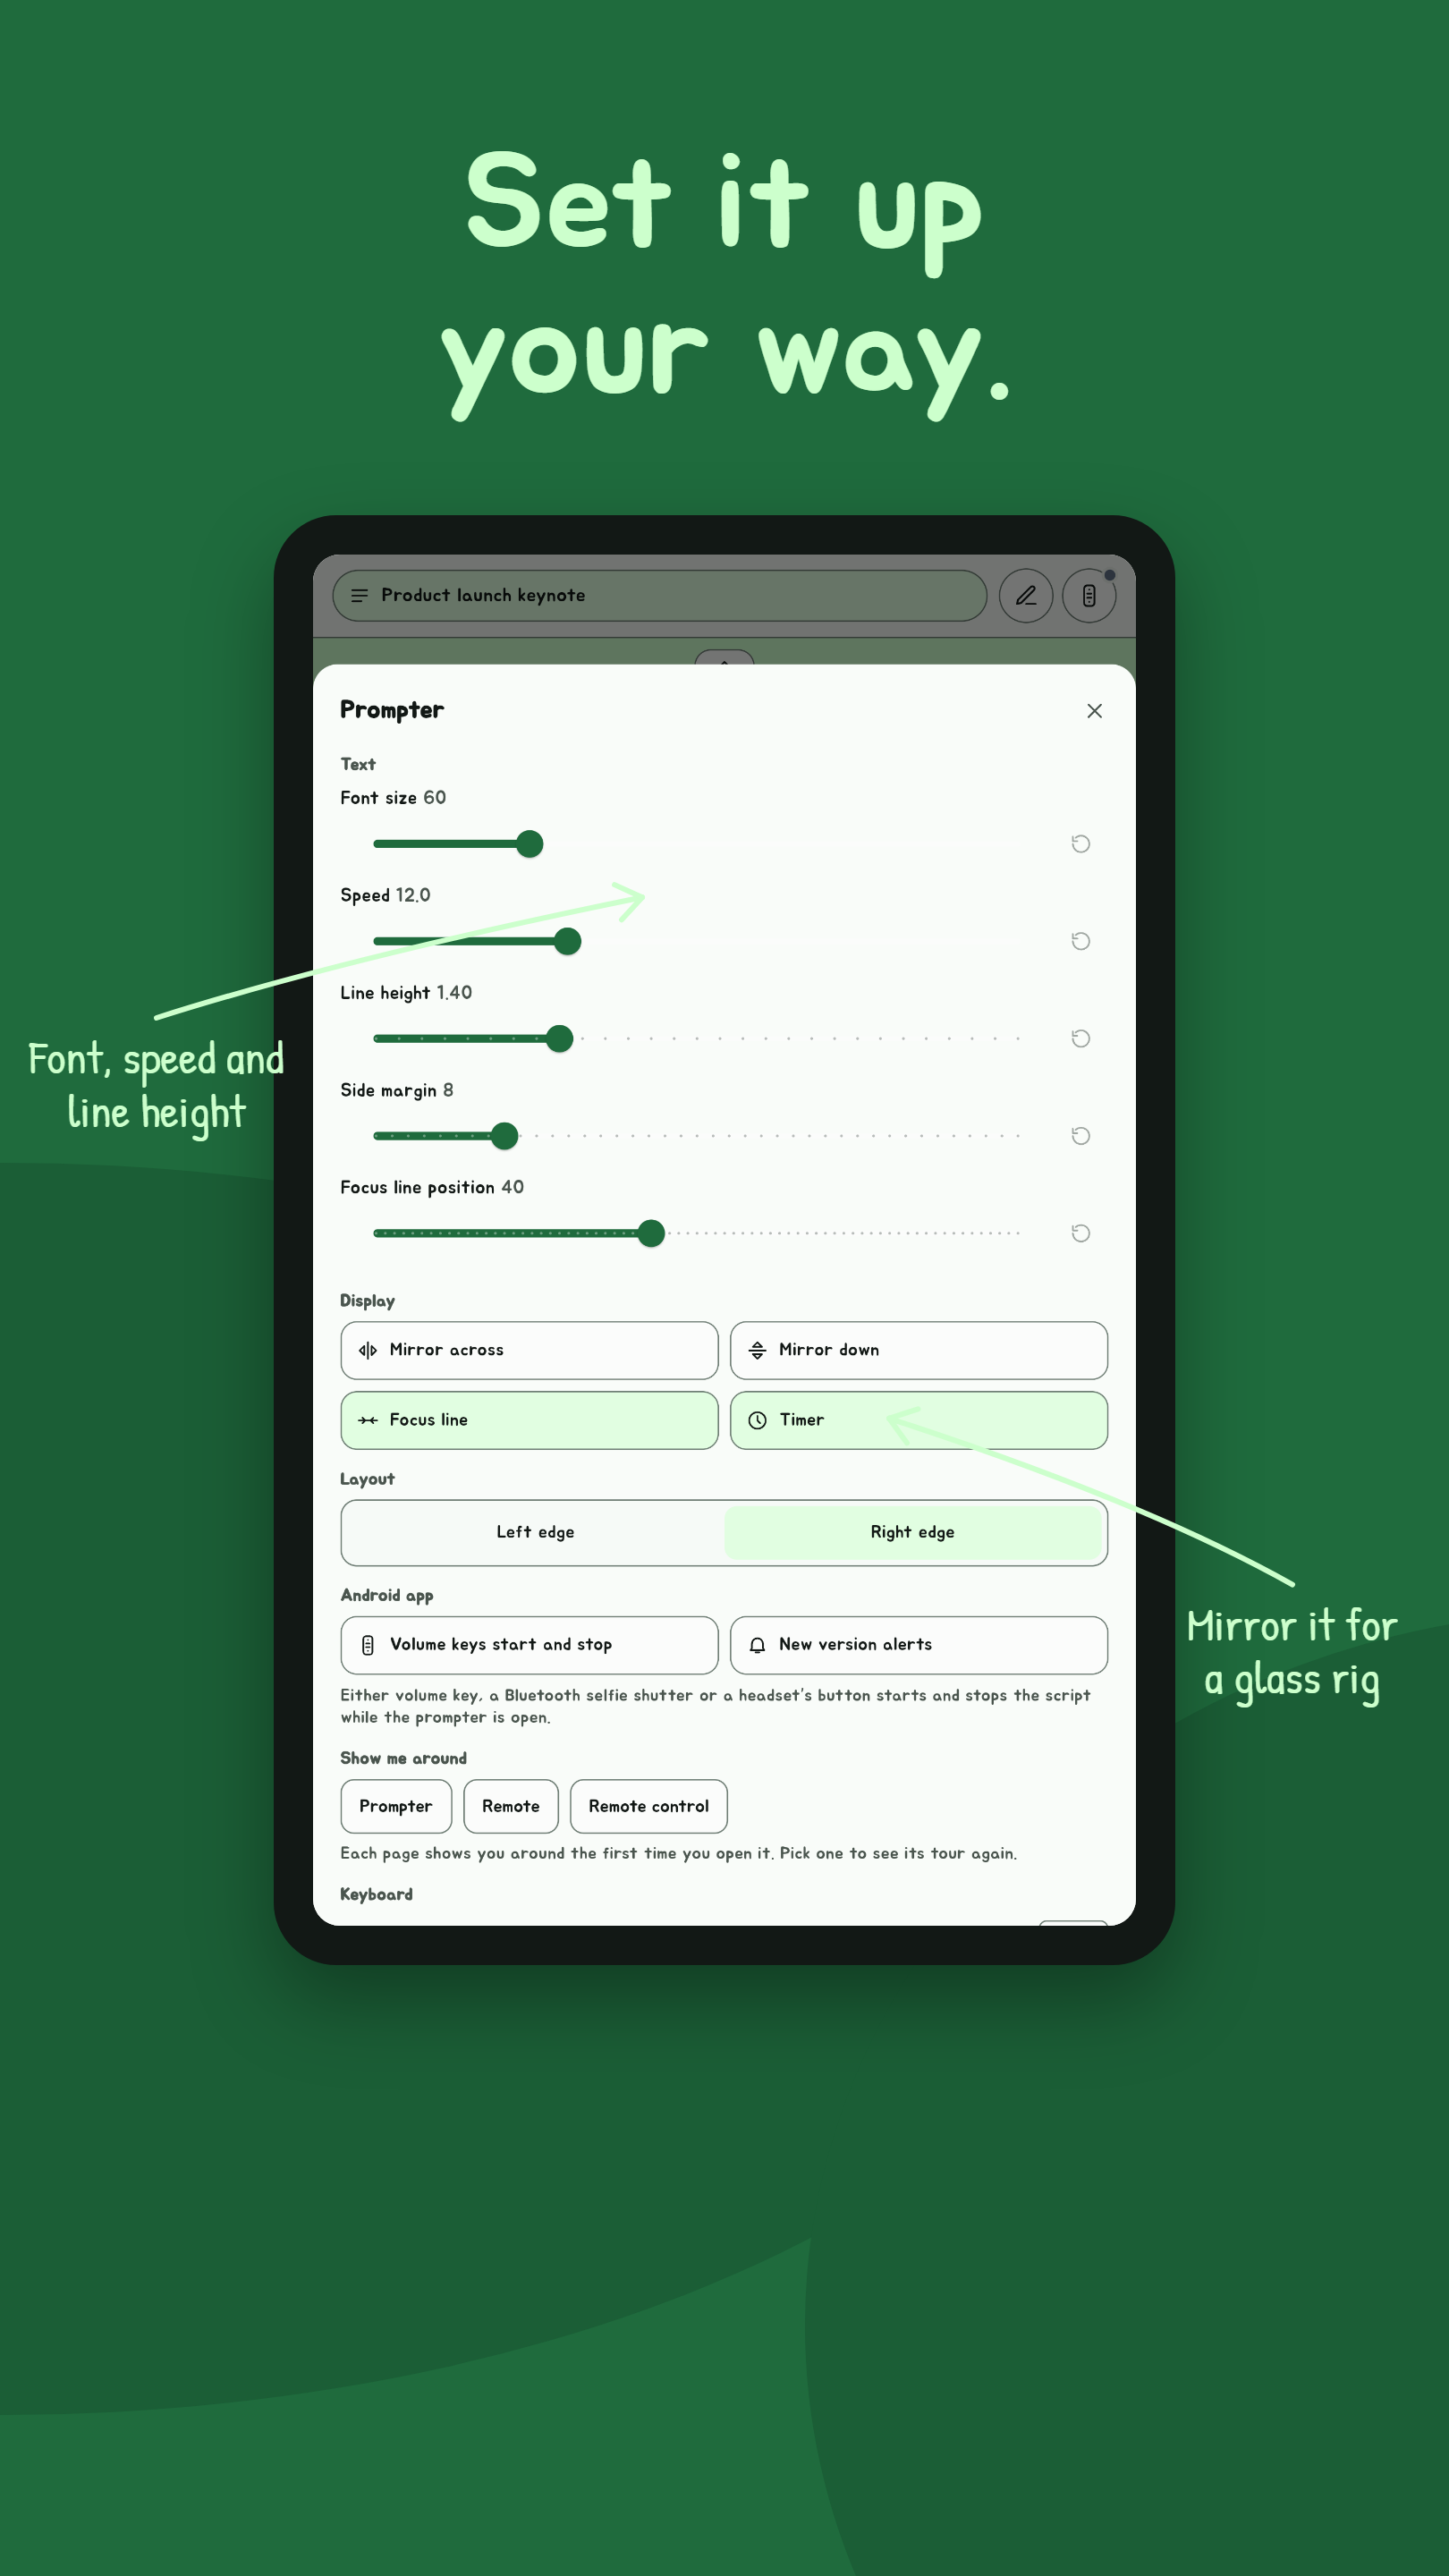 Set it up
your way.
Product launch keynote
Prompter
Text
Font size 60
Speed 12.0
Line height 1.40
Font, speed and
line height
Side margin 8
Focus line position 40
Display
Mirror across
Mirror down
Focus line
Timer
Layout
Left edge
Right edge
Android app
Mirror it for
a glass rig
Volume keys start and stop
New version alerts
Either volume key, a Bluetooth selfie shutter or a headset's button starts and stops the script
while the prompter is open.
Show me around
Prompter
Remote
Remote control
Each page shows you around the first time you open it. Pick one to see its tour again.
Keyboard